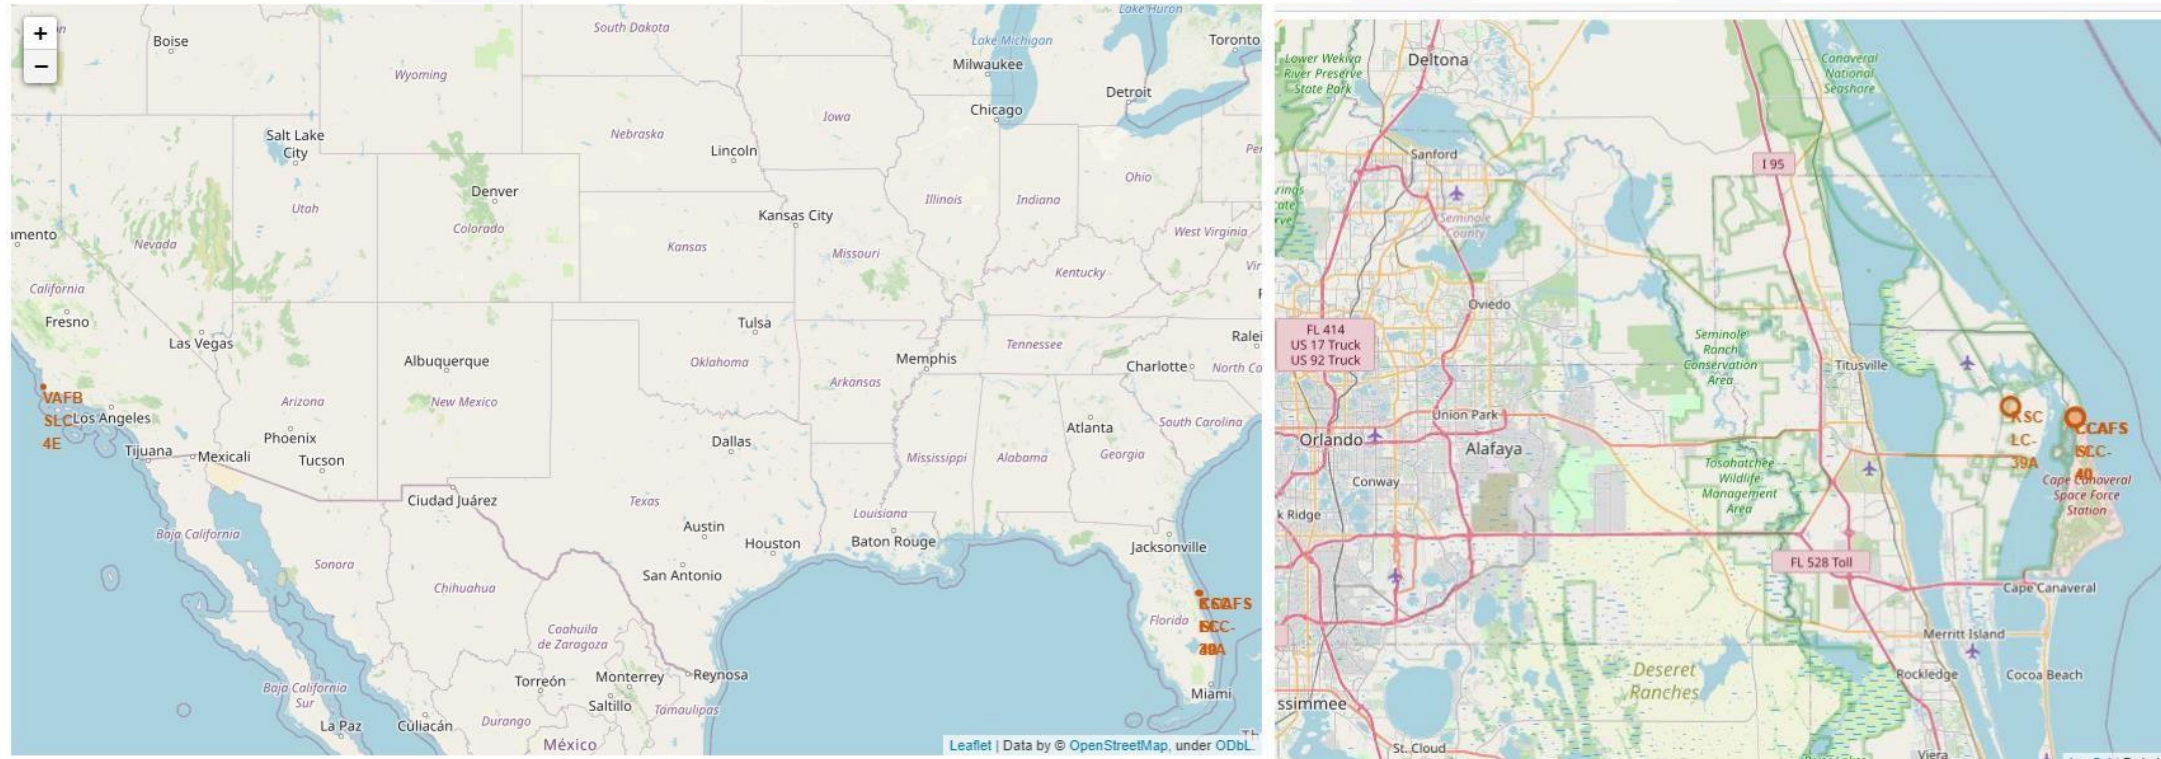 +
−
Boise
South Dakota
Lake Huron
Toronto
Wyoming
Lake Michigan
Milwaukee
Detroit
Chicago
Iowa
Salt Lake
City
Nebraska
Lincoln
Ohio
Denver
Utah
Illinois
Indiana
Kansas City
Colorado
Nevada
Kansas
Missouri
West Virginia
California
Kentucky
Fresno
Las Vegas
Tulsa
Albuquerque
Oklahoma
Memphis
Tennessee
Charlotte
Arkansas
VAFB
SLC-
4E
Los Angeles
Arizona
New Mexico
Phoenix
Tucson
Tijuana
Mexicali
Dallas
Atlanta
South Carolina
Mississippi
Alabama
Georgia
Ciudad Juárez
Texas
Louisiana
Baja California
Austin
Houston
Baton Rouge
Jacksonville
Sonora
Chihuahua
San Antonio
Florida
Coahuila
de Zaragoza
Torreón
Monterrey
Reynosa
Saltillo
Baja California
Sur
La Paz
Culiacán
Durango
Tamaulipas
México
Miami
Leaflet | Data by © OpenStreetMap, under ODbL.
Lower Wekiva
River Preserve
State Park
Deltona
Canaveral
National
Seashore
Sanford
I 95
Seminole
County
Oviedo
FL 414
US 17 Truck
US 92 Truck
Seminole
Ranch
Conservation
Area
Titusville
Union Park
Orlando
Alafaya
KSC
LC-
39A
CCAFS
Tosohatchee
Wildlife
Management
Area
Conway
Cape Canaveral
Space Force
Station
FL 528 Toll
Cape Canaveral
Merritt Island
Deseret
Ranches
Rockledge
Cocoa Beach
St. Cloud
Viera